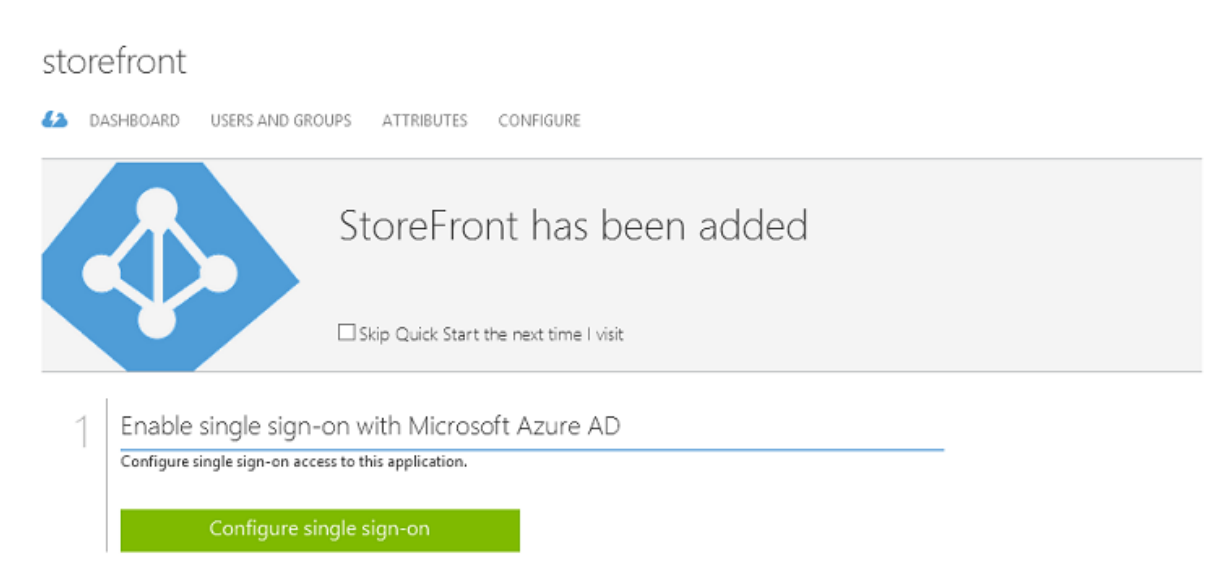 storefront
DASHBOARD USERS AND GROUPS ATTRIBUTES CONFIGURE
StoreFront has been added
Skip Quick Start the next time I visit
1 Enable single sign-on with Microsoft Azure AD
Configure single sign-on access to this application.
Configure single sign-on